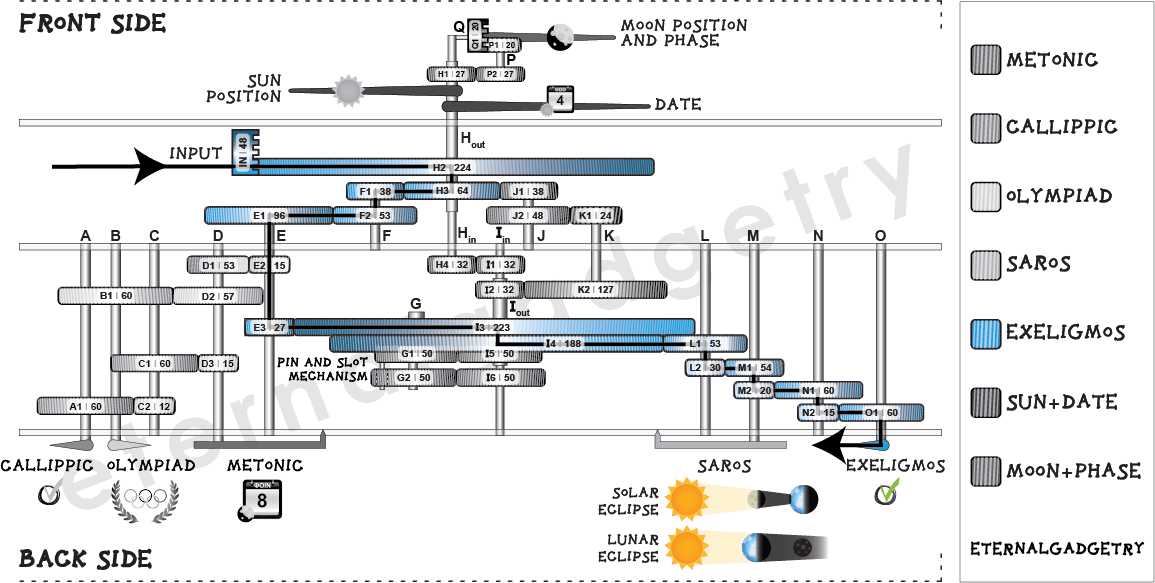 FRONT SIDE
Q
Q1 | 20
P1 | 20
MOON POSITION
AND PHASE
P
H1 | 27
P2 | 27
SUN
POSITION
4
DATE
H out
INPUT
IN | 48
H2 | 224
F1 | 38
H3 | 64
J1 | 38
E1 | 96
F2 | 53
J2 | 48
K1 | 24
A
B
C
D
E
F
H in
I in
J
K
L
M
N
O
D1 | 53
E2 | 15
H4 | 32
I1 | 32
B1 | 60
D2 | 57
I2 | 32
K2 | 127
G
I out
E3 | 27
I3 | 223
I4 | 188
L1 | 53
PIN AND SLOT
MECHANISM
G1 | 50
I5 | 50
C1 | 60
D3 | 15
L2 | 30
M1 | 54
G2 | 50
I6 | 50
M2 | 20
N1 | 60
A1 | 60
C2 | 12
N2 | 15
O1 | 60
CALLIPPIC
OLYMPIAD
METONIC
SAROS
EXELIGMOS
ΦΟΙΝ
8
SOLAR
ECLIPSE
LUNAR
ECLIPSE
BACK SIDE
METONIC
CALLIPPIC
OLYMPIAD
SAROS
EXELIGMOS
SUN+DATE
MOON+PHASE
ETERNALGADGETRY
eternalgadgetry